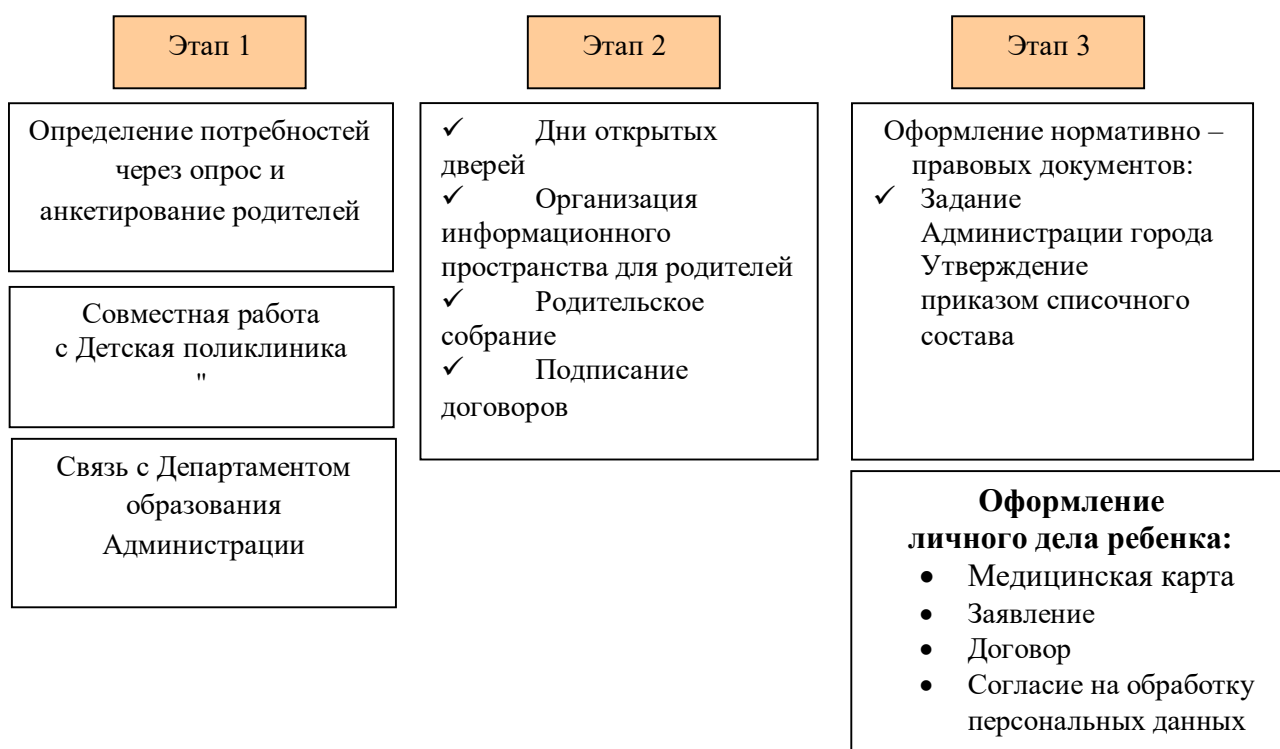 Этап 1
Определение потребностей
через опрос и
анкетирование родителей
Совместная работа
с Детская поликлиника
"
Связь с Департаментом
образования
Администрации
Этап 2
✓ Дни открытых
дверей
✓ Организация
информационного
пространства для родителей
✓ Родительское
собрание
✓ Подписание
договоров
Этап 3
Оформление нормативно –
правовых документов:
✓ Задание
Администрации города
Утверждение
приказом списочного
состава
Оформление
личного дела ребенка:
• Медицинская карта
• Заявление
• Договор
• Согласие на обработку
персональных данных